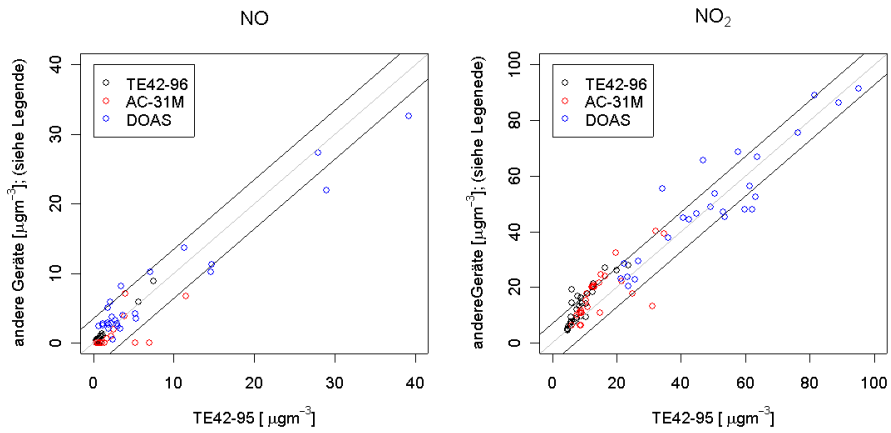 NO
andere Geräte [µgm⁻³]; (siehe Legenede)
40
30
20
10
0
TE42-96
AC-31M
DOAS
0 10 20 30 40
TE42-95 [ µgm⁻³]
NO₂
andereGeräte [µgm⁻³]; (siehe Legenede)
100
80
60
40
20
0
TE42-96
AC-31M
DOAS
0 20 40 60 80 100
TE42-95 [ µgm⁻³]